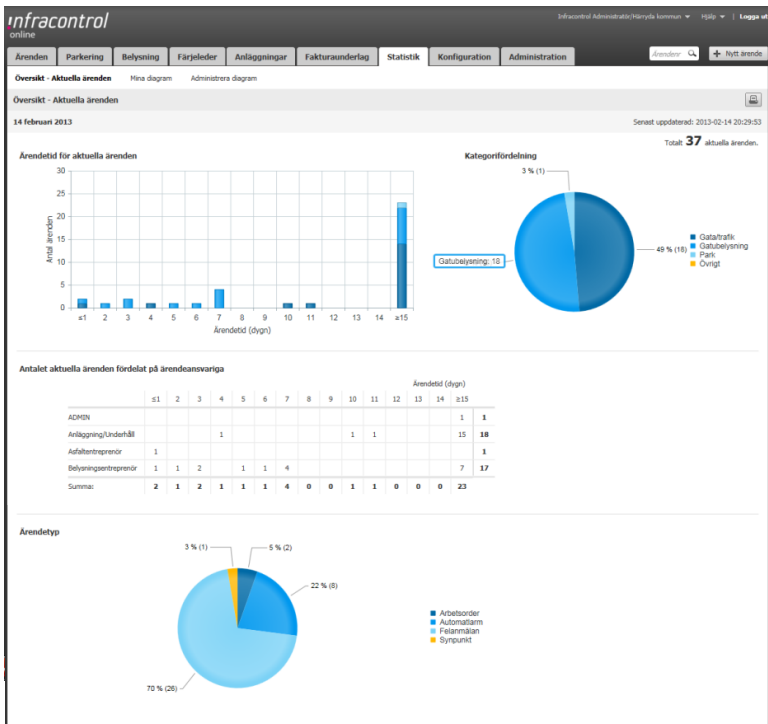 infracontrol
online
Infracontrol Administratör/Härryda kommun Hjälp Logga ut
Ärenden Parkering Belysning Färjeleder Anläggningar Fakturaunderlag Statistik Konfiguration Administration Ärendenr Nytt ärende
Översikt - Aktuella ärenden Mina diagram Administrera diagram
Översikt - Aktuella ärenden
14 februari 2013 Senast uppdaterad: 2013-02-14 20:29:53
Totalt 37 aktuella ärenden.
Ärendetid för aktuella ärenden
30
25
20
15
10
5
0
Antal ärenden
≤1 2 3 4 5 6 7 8 9 10 11 12 13 14 ≥15
Ärendetid (dygn)
Kategorifördelning
3 % (1)
49 % (18)
Gatubelysning: 18
Gata/trafik
Gatubelysning
Park
Övrigt
Antalet aktuella ärenden fördelat på ärendeansvariga
Ärendetid (dygn)
≤1 2 3 4 5 6 7 8 9 10 11 12 13 14 ≥15
ADMIN 1 1
Anläggning/Underhåll 1 1 1 15 18
Asfaltentreprenör 1 1
Belysningsentreprenör 1 1 2 1 1 4 7 17
Summa: 2 1 2 1 1 1 4 0 0 1 1 0 0 0 23
Ärendetyp
3 % (1)
5 % (2)
22 % (8)
70 % (26)
Arbetsorder
Automatlarm
Felanmälan
Synpunkt